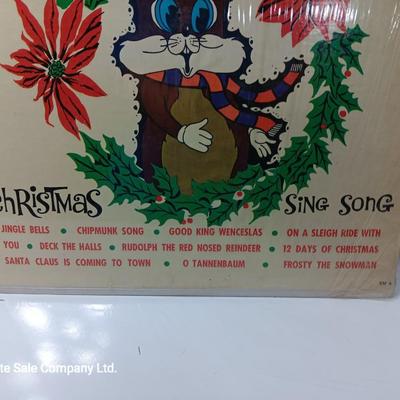 Christmas Sing Song
JINGLE BELLS • CHIPMUNK SONG • GOOD KING WENCESLAS • ON A SLEIGH RIDE WITH
YOU • DECK THE HALLS • RUDOLPH THE RED NOSED REINDEER • 12 DAYS OF CHRISTMAS
SANTA CLAUS IS COMING TO TOWN • O TANNENBAUM • FROSTY THE SNOWMAN
te Sale Company Ltd.